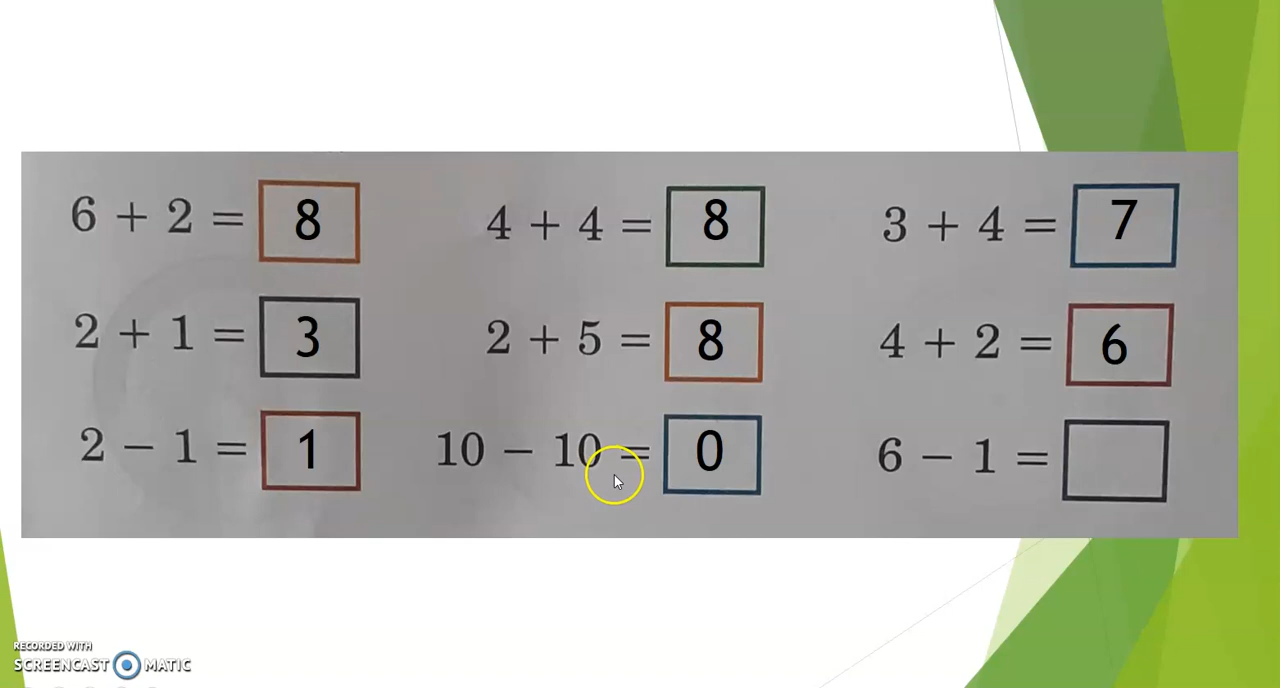 6 + 2 = 8 4 + 4 = 8 3 + 4 = 7
2 + 1 = 3 2 + 5 = 8 4 + 2 = 6
2 − 1 = 1 10 − 10 = 0 6 − 1 =
RECORDED WITH
SCREENCAST MATIC